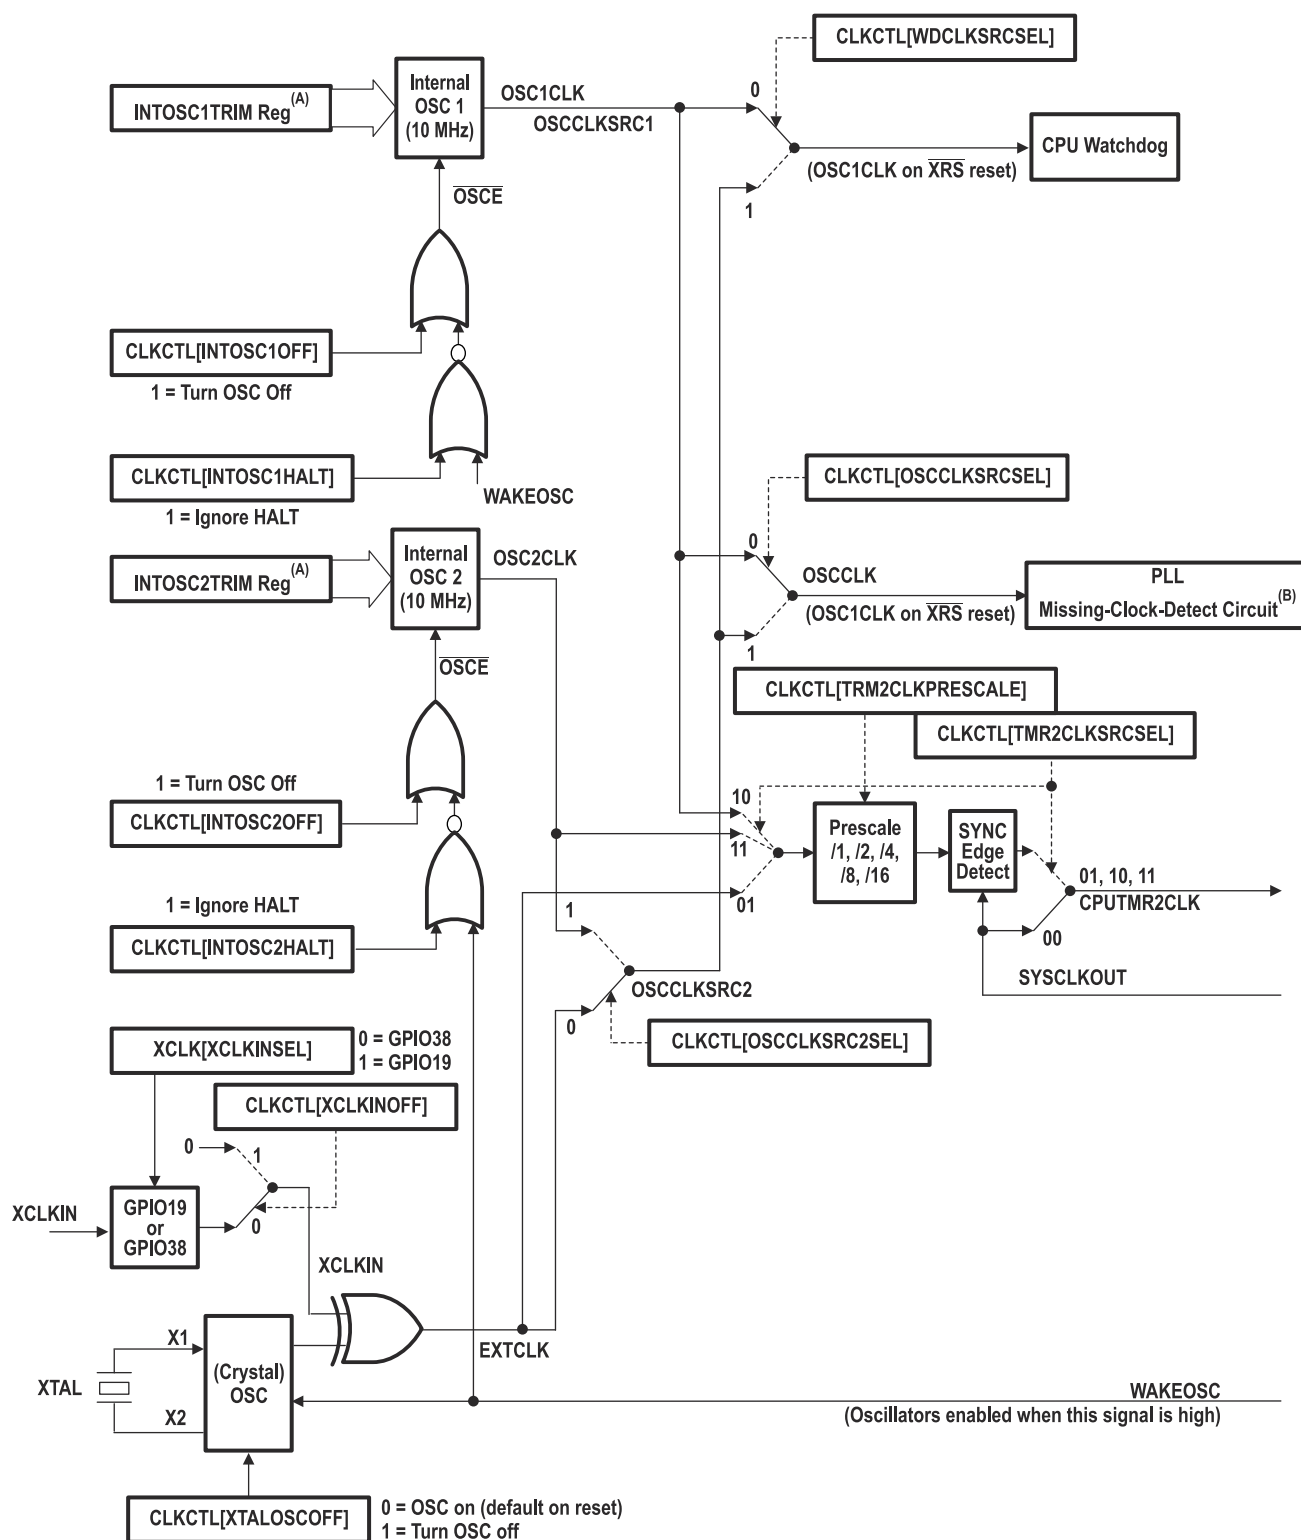 CLKCTL[WDCLKSRCSEL]
INTOSC1TRIM Reg(A)
Internal
OSC 1
(10 MHz)
OSC1CLK
OSCCLKSRC1
0
CPU Watchdog
(OSC1CLK on XRS reset)
1
OSCE
CLKCTL[INTOSC1OFF]
1 = Turn OSC Off
CLKCTL[INTOSC1HALT]
1 = Ignore HALT
WAKEOSC
CLKCTL[OSCCLKSRCSEL]
INTOSC2TRIM Reg(A)
Internal
OSC 2
(10 MHz)
OSC2CLK
0
OSCCLK
(OSC1CLK on XRS reset)
1
PLL
Missing-Clock-Detect Circuit(B)
OSCE
CLKCTL[TRM2CLKPRESCALE]
CLKCTL[TMR2CLKSRCSEL]
1 = Turn OSC Off
CLKCTL[INTOSC2OFF]
10
11
01
Prescale
/1, /2, /4,
/8, /16
SYNC
Edge
Detect
01, 10, 11
CPUTMR2CLK
00
SYSCLKOUT
1 = Ignore HALT
CLKCTL[INTOSC2HALT]
1
OSCCLKSRC2
0
CLKCTL[OSCCLKSRC2SEL]
XCLK[XCLKINSEL]
0 = GPIO38
1 = GPIO19
CLKCTL[XCLKINOFF]
0
1
0
XCLKIN
GPIO19
or
GPIO38
XCLKIN
EXTCLK
XTAL
X1
X2
(Crystal)
OSC
WAKEOSC
(Oscillators enabled when this signal is high)
CLKCTL[XTALOSCOFF]
0 = OSC on (default on reset)
1 = Turn OSC off